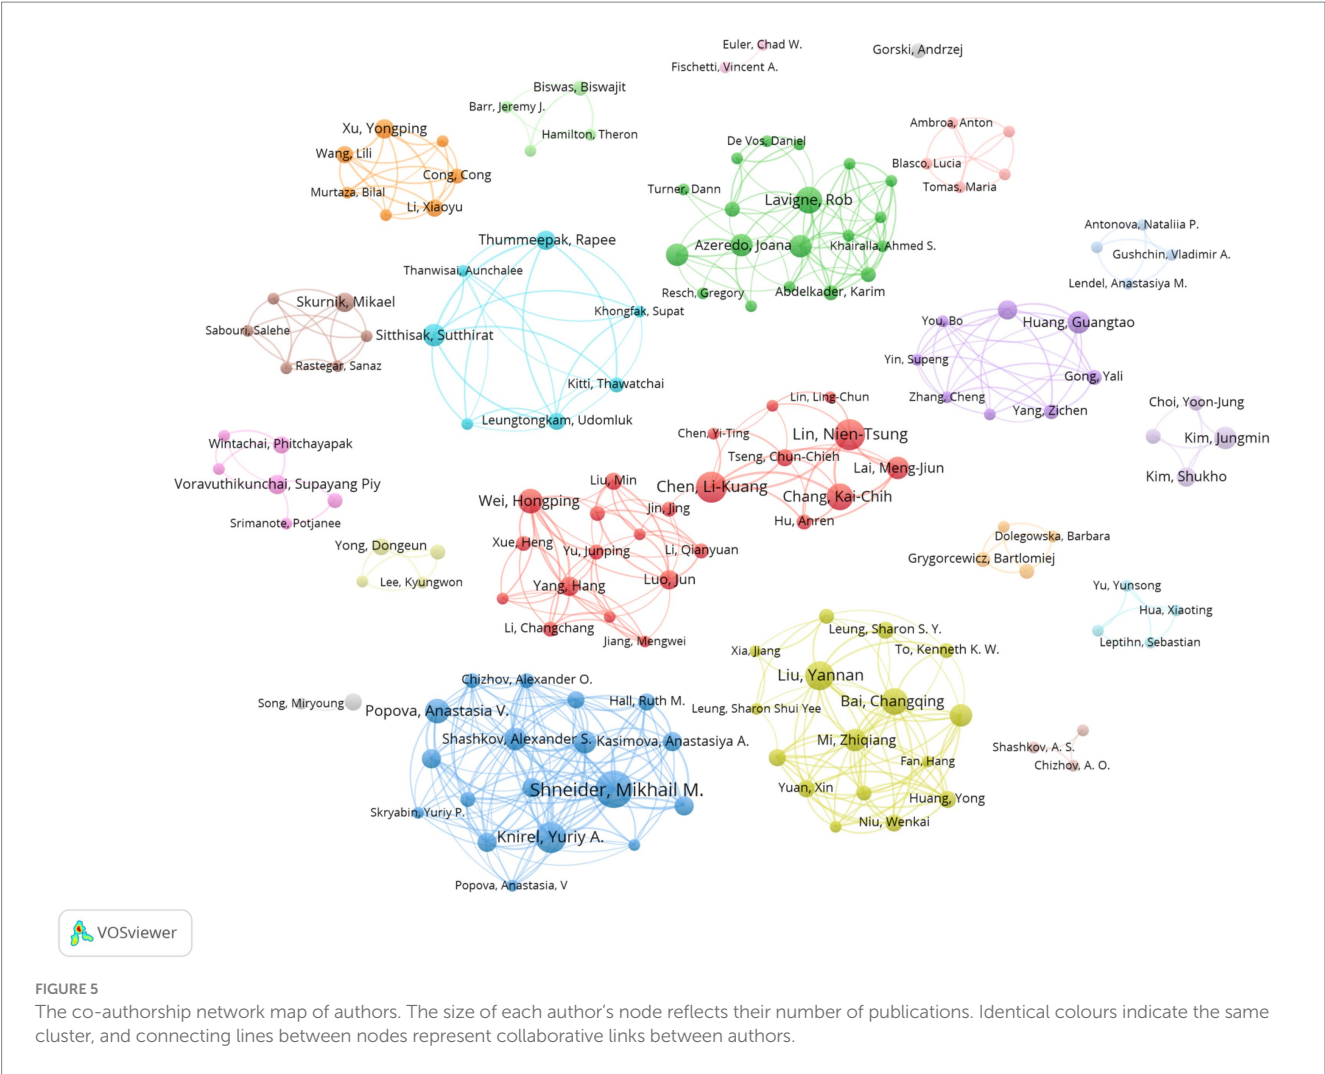 Euler, Chad W.
Gorski, Andrzej
Fischetti, Vincent A.
Biswas, Biswajit
Barr, Jeremy J.
Hamilton, Theron
Xu, Yongping
Wang, Lili
Cong, Cong
Murtaza, Bilal
Li, Xiaoyu
De Vos, Daniel
Turner, Dann
Lavigne, Rob
Azeredo, Joana
Khairalla, Ahmed S.
Resch, Gregory
Abdelkader, Karim
Ambroa, Anton
Blasco, Lucia
Tomas, Maria
Antonova, Nataliia P.
Gushchin, Vladimir A.
Lendel, Anastasiya M.
Thummeepak, Rapee
Thanwisai, Aunchalee
Khongfak, Supat
Sitthisak, Sutthirat
Kitti, Thawatchai
Leungtongkam, Udomluk
Skurnik, Mikael
Sabouri, Salehe
Rastegar, Sanaz
You, Bo
Huang, Guangtao
Yin, Supeng
Gong, Yali
Zhang, Cheng
Yang, Zichen
Choi, Yoon-Jung
Kim, Jungmin
Kim, Shukho
Lin, Ling-Chun
Chen, Yi-Ting
Lin, Nien-Tsung
Tseng, Chun-Chieh
Lai, Meng-Jiun
Chen, Li-Kuang
Chang, Kai-Chih
Hu, Anren
Wintachai, Phitchayapak
Voravuthikunchai, Supayang Piy
Srimanote, Potjanee
Liu, Min
Wei, Hongping
Jin, Jing
Xue, Heng
Yu, Junping
Li, Qianyuan
Yang, Hang
Luo, Jun
Li, Changchang
Jiang, Mengwei
Yong, Dongeun
Lee, Kyungwon
Dolegowska, Barbara
Grygorcewicz, Bartlomiej
Yu, Yunsong
Hua, Xiaoting
Leptihn, Sebastian
Leung, Sharon S. Y.
Xia, Jiang
To, Kenneth K. W.
Liu, Yannan
Bai, Changqing
Leung, Sharon Shui Yee
Mi, Zhiqiang
Fan, Hang
Yuan, Xin
Huang, Yong
Niu, Wenkai
Song, Miryoung
Chizhov, Alexander O.
Hall, Ruth M.
Popova, Anastasia V.
Shashkov, Alexander S.
Kasimova, Anastasiya A.
Shneider, Mikhail M.
Skryabin, Yuriy P.
Knirel, Yuriy A.
Popova, Anastasia, V
Shashkov, A. S.
Chizhov, A. O.
VOSviewer
FIGURE 5
The co-authorship network map of authors. The size of each author’s node reflects their number of publications. Identical colours indicate the same
cluster, and connecting lines between nodes represent collaborative links between authors.